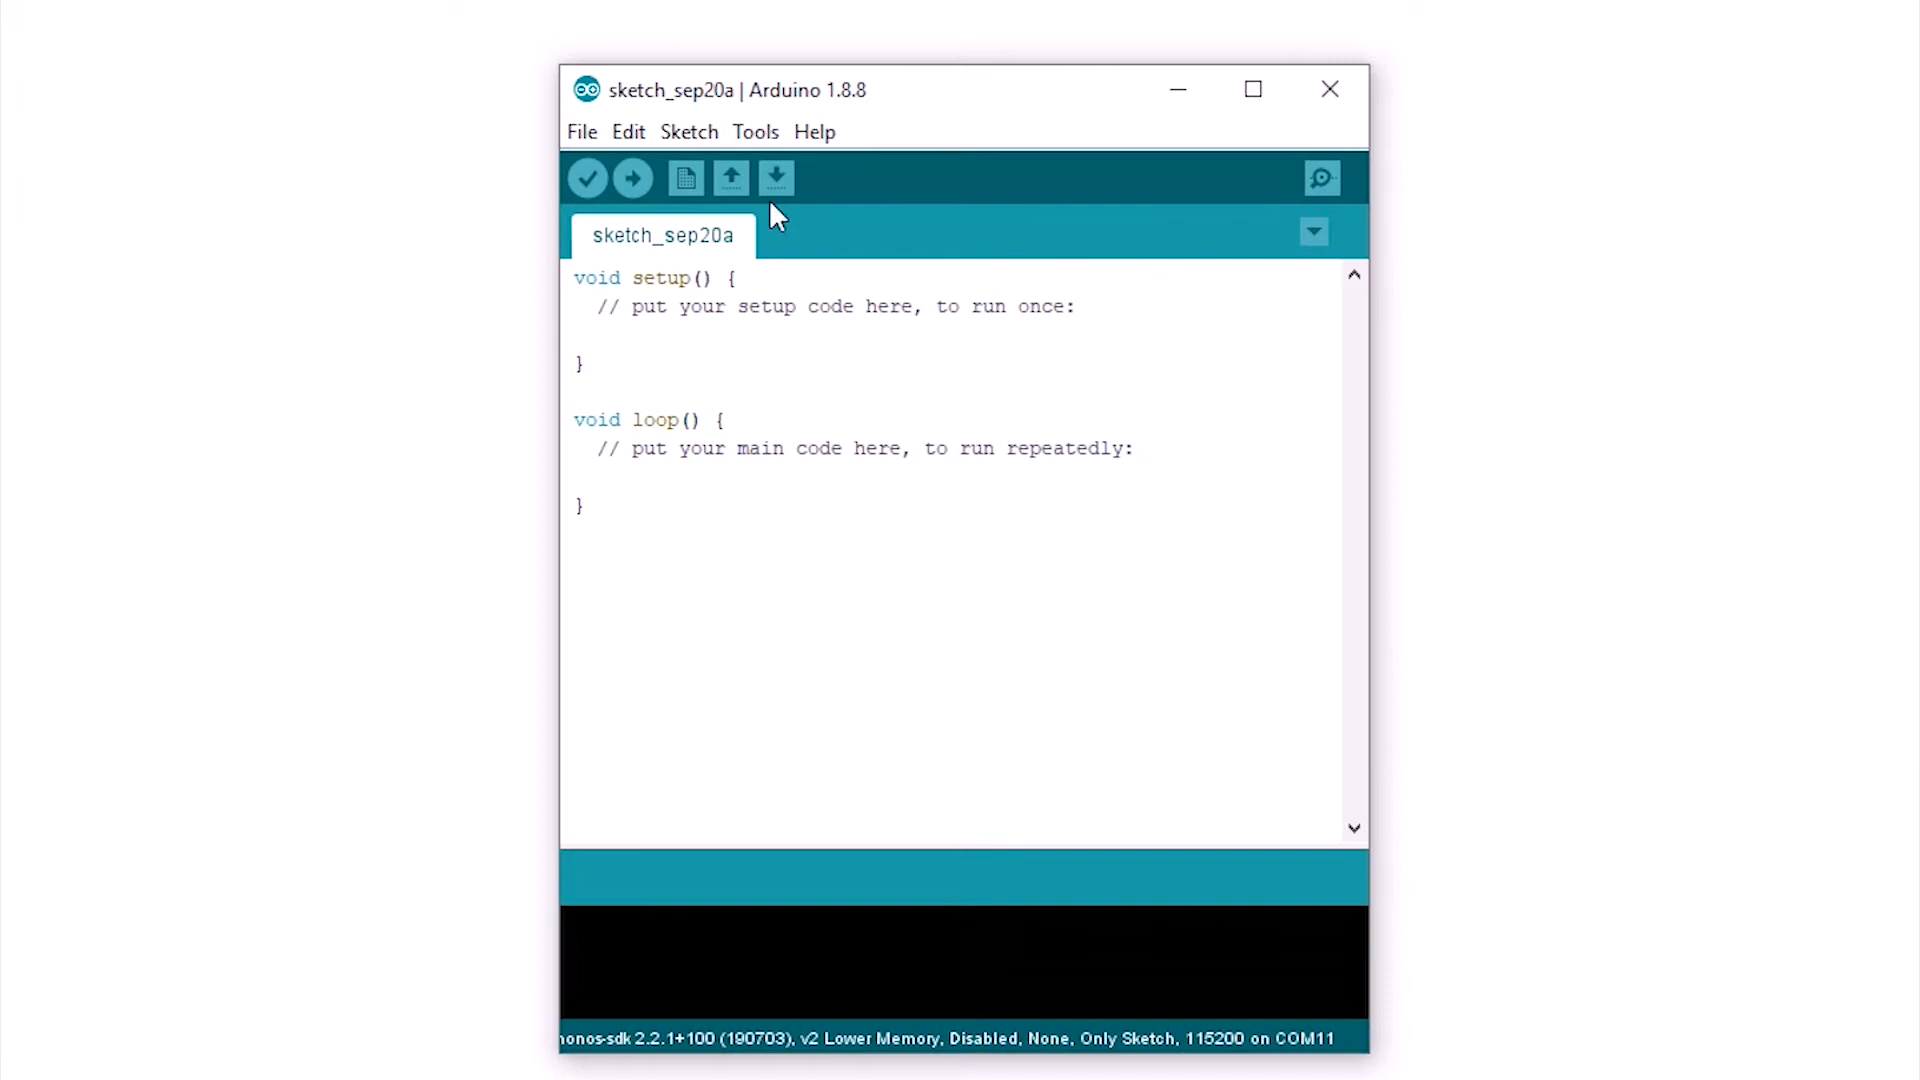 sketch_sep20a | Arduino 1.8.8
File Edit Sketch Tools Help
sketch_sep20a
void setup() {
  // put your setup code here, to run once:
}
void loop() {
  // put your main code here, to run repeatedly:
}
2.2.1+100 (190703), v2 Lower Memory, Disabled, None, Only Sketch, 115200 on COM11